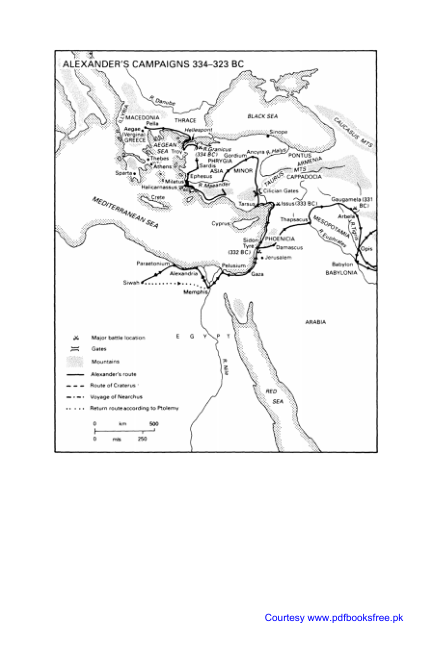 ALEXANDER'S CAMPAIGNS 334–323 BC
R. Danube
BLACK SEA
CAUCASUS MTS
MACEDONIA
Pella
THRACE
Aegae
(Vergina)
GREECE
Hellespont
Sinope
AEGEAN
SEA
Troy
R. Granicus
(334 BC)
Gordium
Ancyra
R. Halys
PONTUS
ARMENIA
MTS
PHRYGIA
Sardis
ASIA MINOR
Thebes
Athens
Sparta
Ephesus
Miletus
Halicarnassus
R. Maeander
TAURUS
CAPPADOCIA
Cilician Gates
Crete
Tarsus
Issus (333 BC)
Gaugamela (331
BC)
Arbela
MEDITERRANEAN SEA
Cyprus
Thapsacus
MESOPOTAMIA
R. Tigris
R. Euphrates
Sidon
Tyre
(332 BC)
PHOENICIA
Damascus
Opis
Jerusalem
Babylon
BABYLONIA
Paraetonium
Alexandria
Pelusium
Gaza
Siwah
Memphis
ARABIA
EGYPT
R. Nile
RED
SEA
Major battle location
Gates
Mountains
Alexander's route
Route of Craterus
Voyage of Nearchus
Return route according to Ptolemy
0 km 500
0 mls 250
Courtesy www.pdfbooksfree.pk